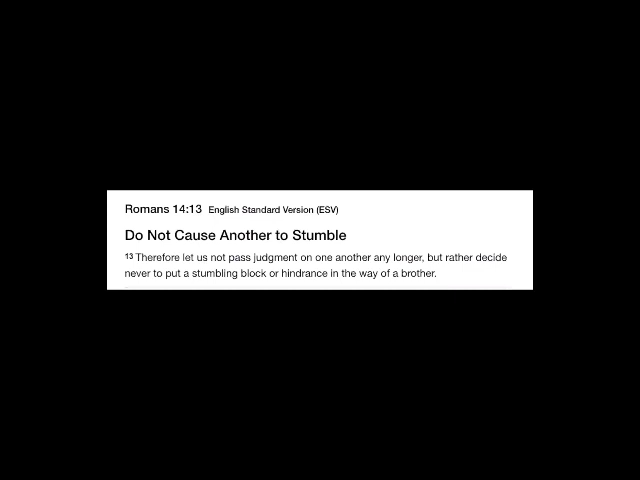 Romans 14:13 English Standard Version (ESV)
Do Not Cause Another to Stumble
13 Therefore let us not pass judgment on one another any longer, but rather decide
never to put a stumbling block or hindrance in the way of a brother.